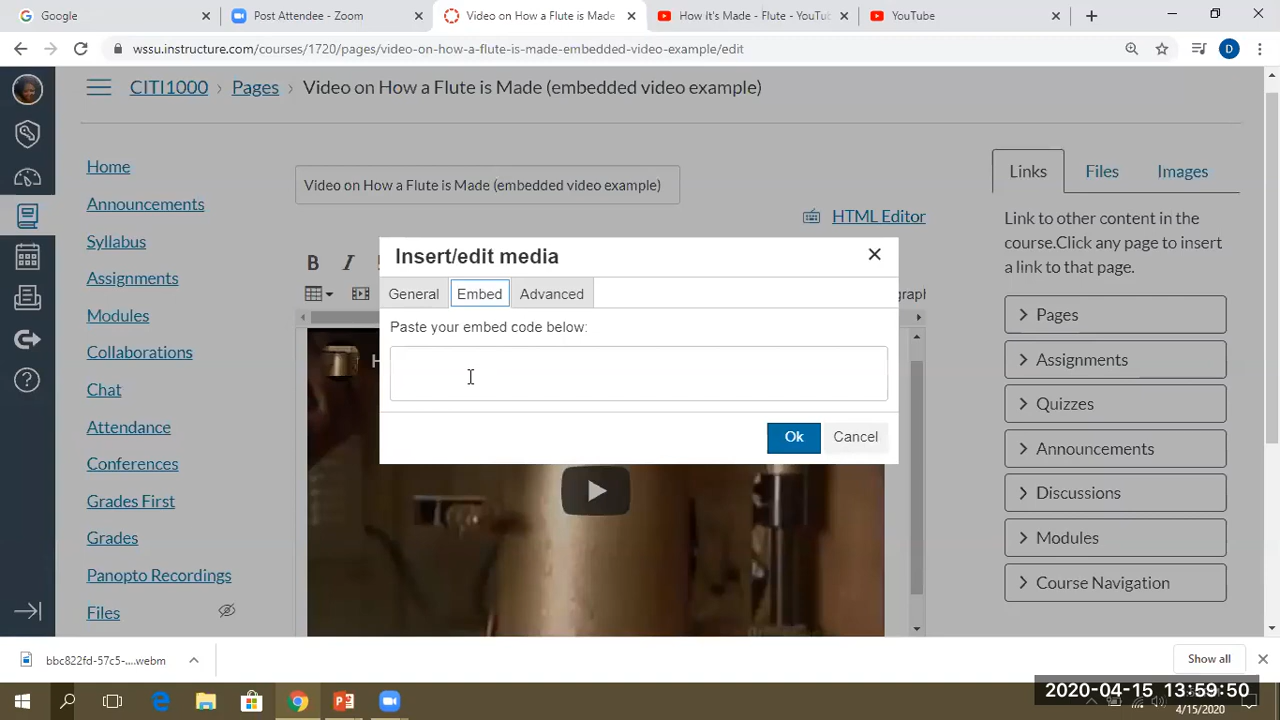 Google
Post Attendee - Zoom
Video on How a Flute is Made
How It's Made - Flute - YouTu
YouTube
wssu.instructure.com/courses/1720/pages/video-on-how-a-flute-is-made-embedded-video-example/edit
D
CITI1000 > Pages > Video on How a Flute is Made (embedded video example)
Home
Announcements
Syllabus
Assignments
Modules
Collaborations
Chat
Attendance
Conferences
Grades First
Grades
Panopto Recordings
Files
Video on How a Flute is Made (embedded video example)
HTML Editor
B I
graph
H
Insert/edit media
General Embed Advanced
Paste your embed code below:
Ok Cancel
Links Files Images
Link to other content in the
course.Click any page to insert
a link to that page.
Pages
Assignments
Quizzes
Announcements
Discussions
Modules
Course Navigation
bbc822fd-57c5-....webm
Show all
2020-04-15 13:59:50
4/15/2020